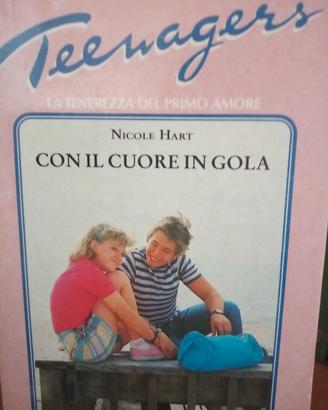 Teenagers
LA TENEREZZA DEL PRIMO AMORE
NICOLE HART
CON IL CUORE IN GOLA